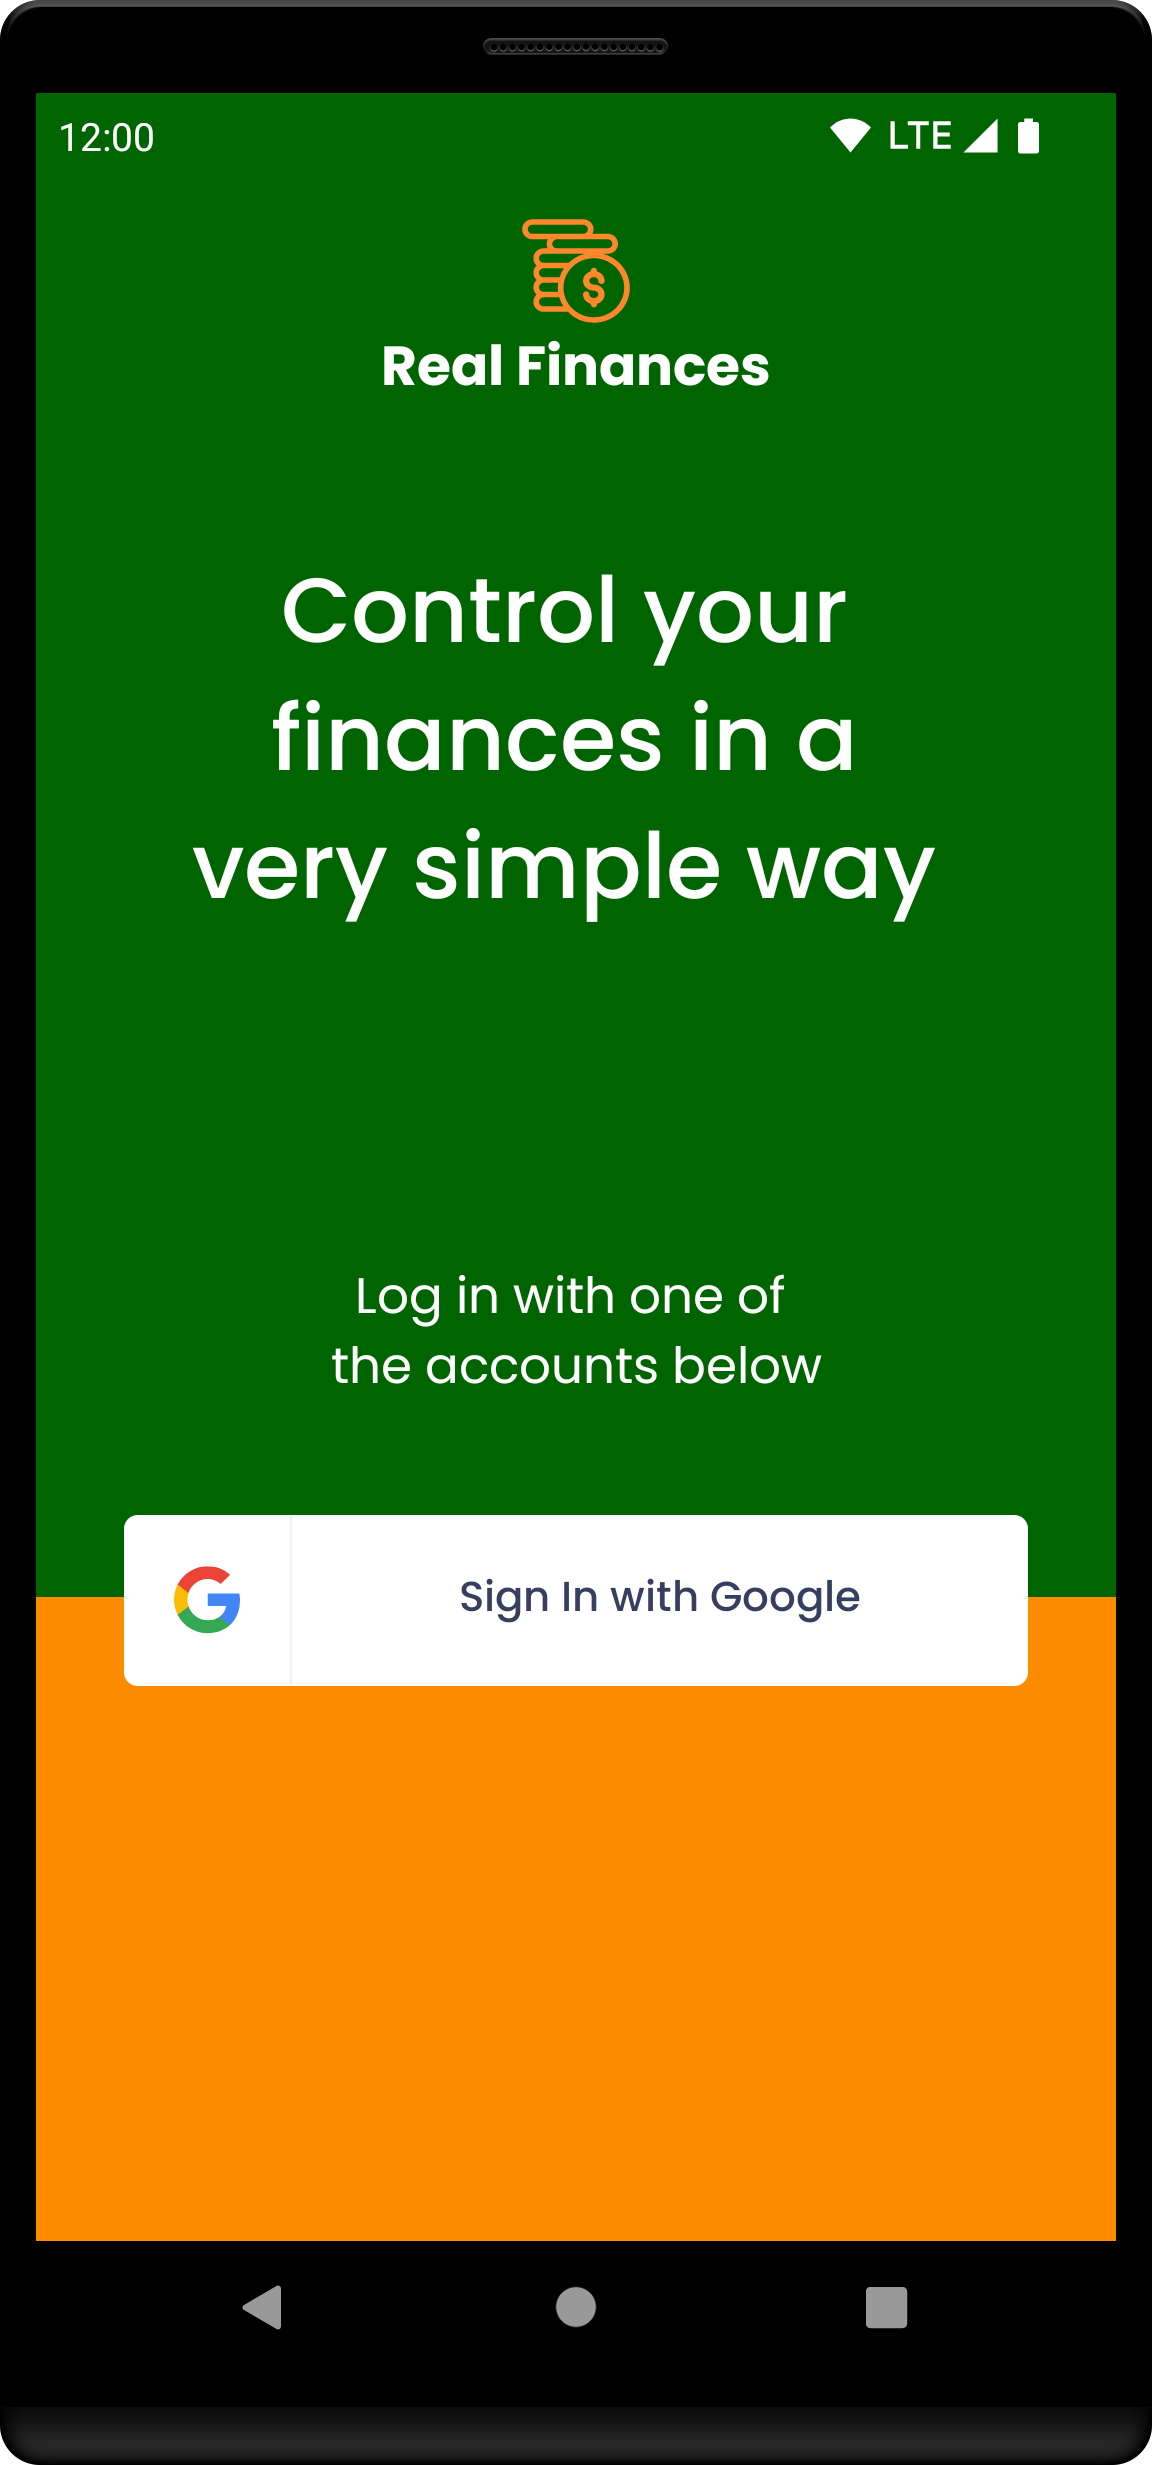 12:00 LTE
$
Real Finances
Control your
finances in a
very simple way
Log in with one of
the accounts below
G Sign In with Google